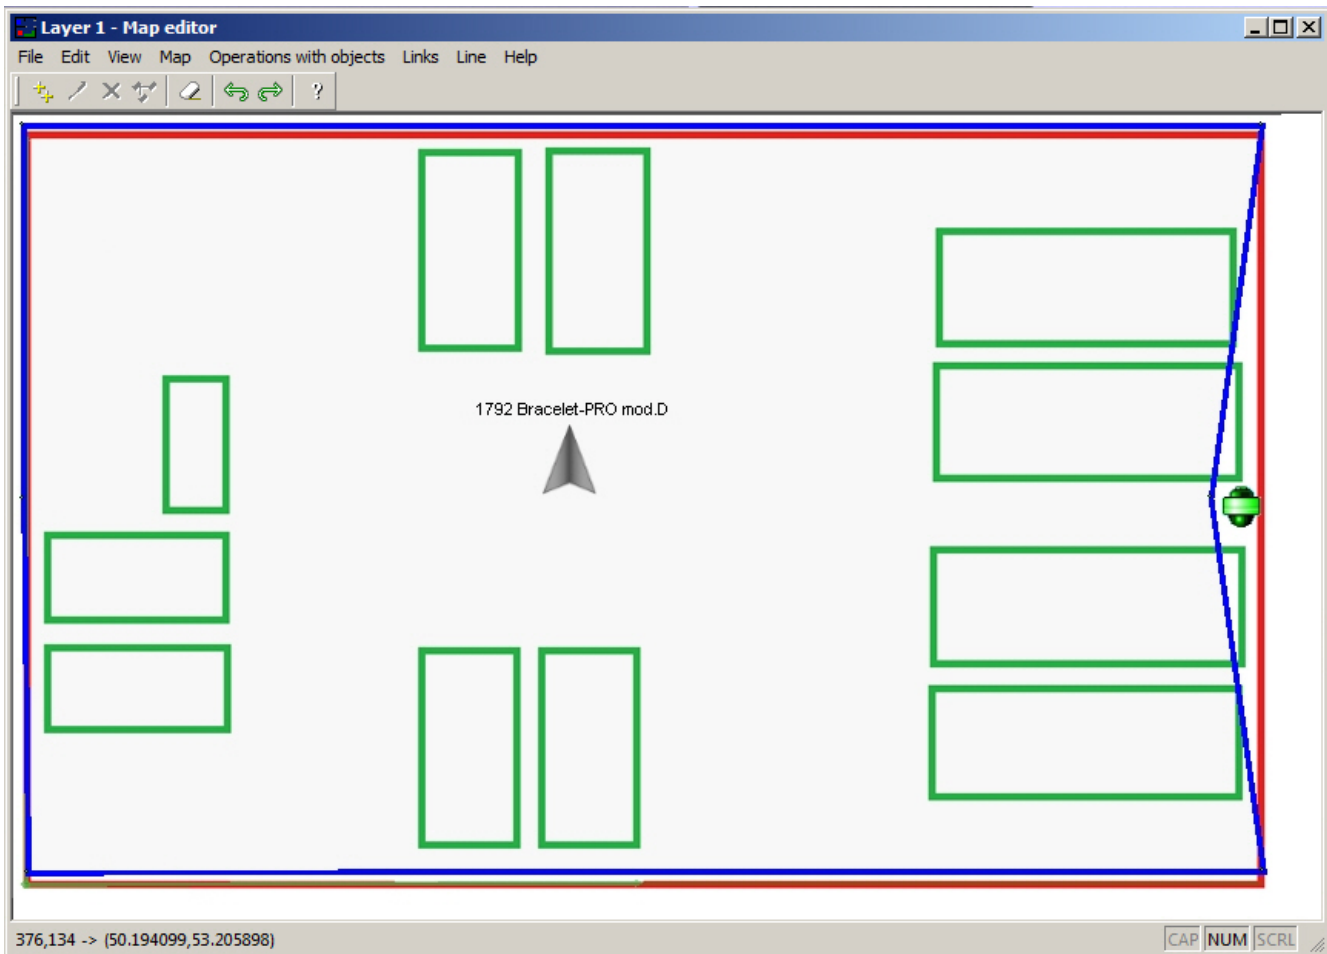 Layer 1 - Map editor
File Edit View Map Operations with objects Links Line Help
?
1792 Bracelet-PRO mod.D
376,134 -> (50.194099,53.205898)
CAP NUM SCRL